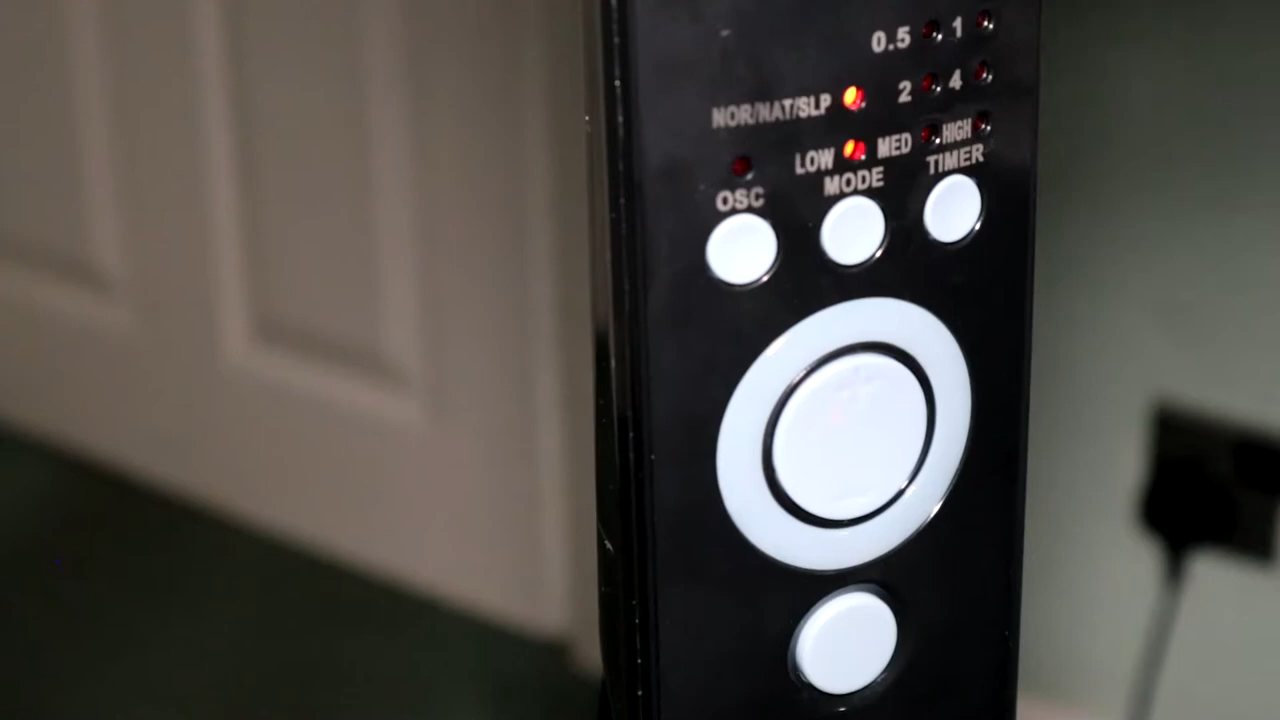 0.5 1
2 4
NOR/NAT/SLP
LOW MED HIGH
OSC MODE TIMER